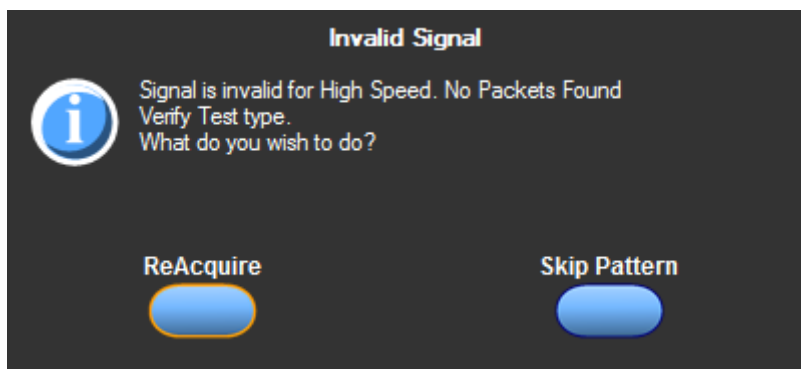 Invalid Signal
Signal is invalid for High Speed. No Packets Found
Verify Test type.
What do you wish to do?
ReAcquire
Skip Pattern